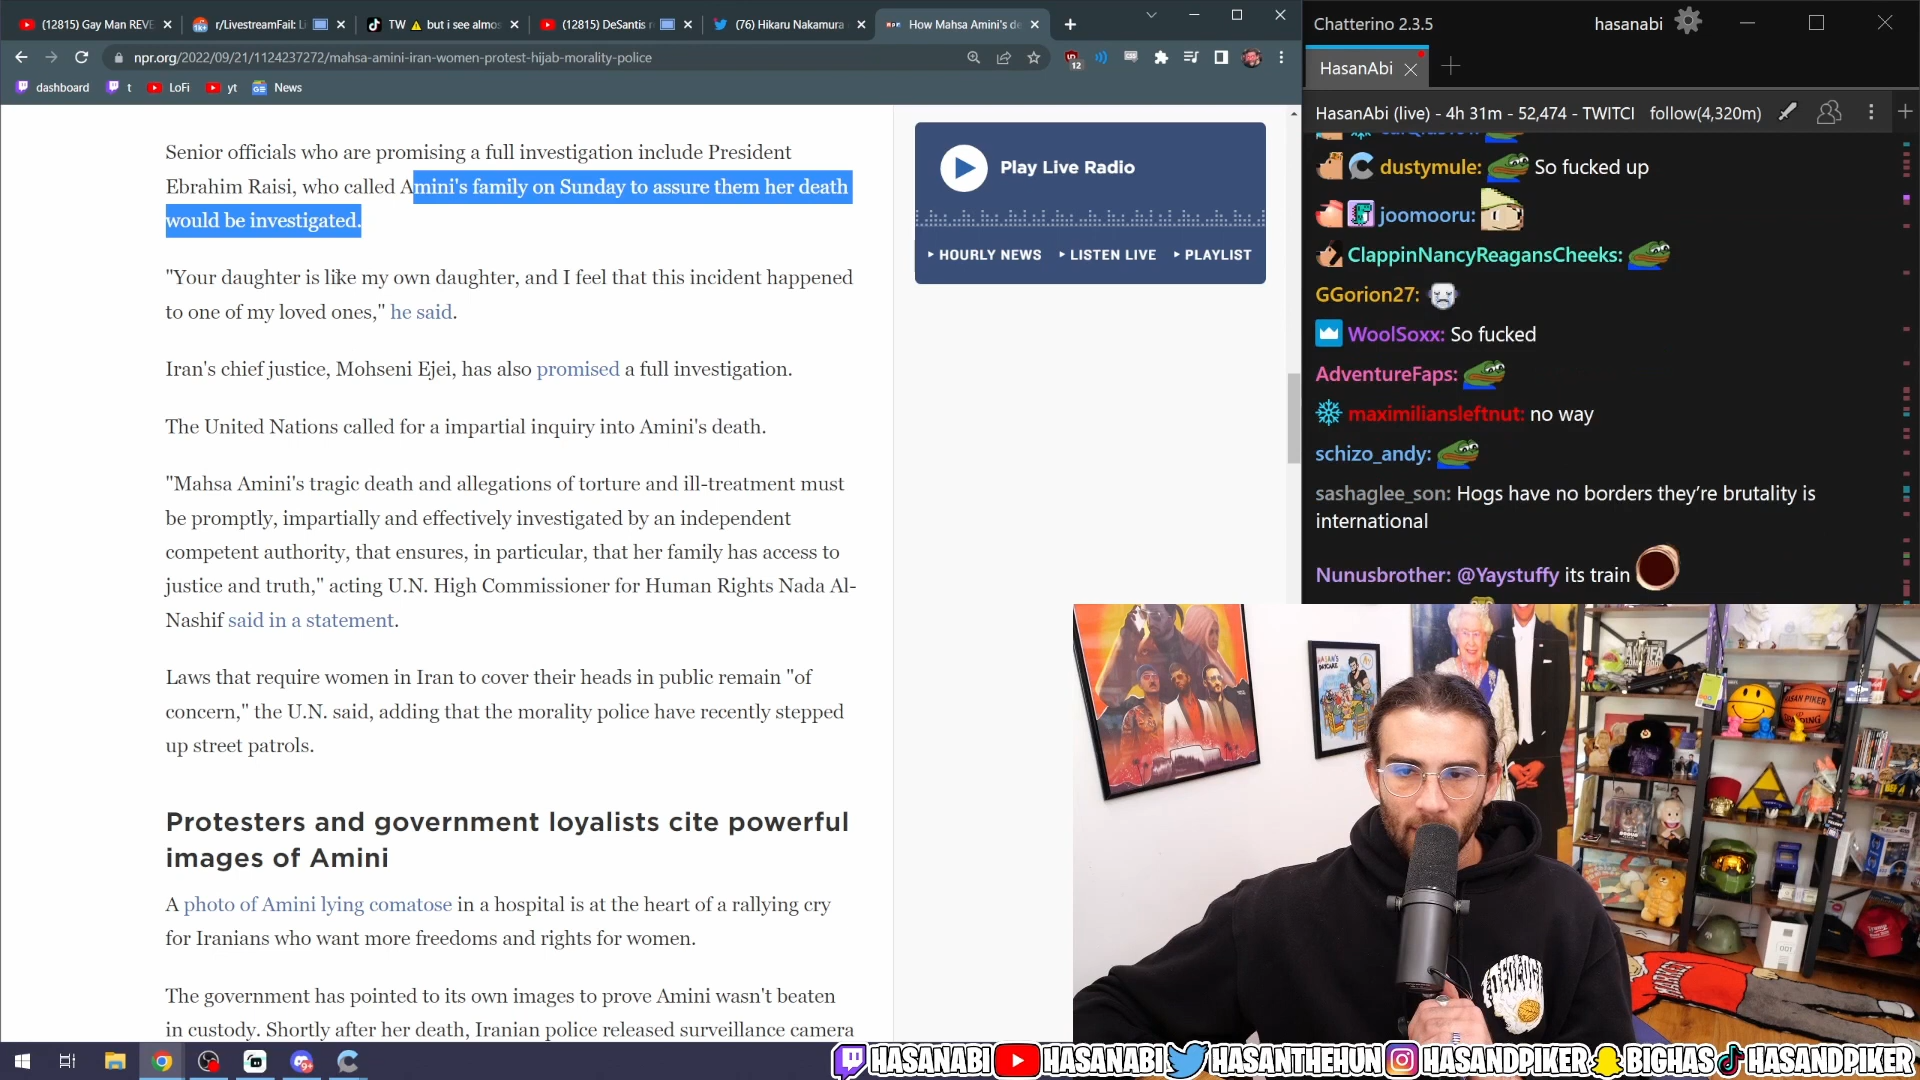 (12815) Gay Man REVE
r/LivestreamFail: Li
TW ⚠ but i see almos
(12815) DeSantis r
(76) Hikaru Nakamura
How Mahsa Amini's de
npr.org/2022/09/21/1124237272/mahsa-amini-iran-women-protest-hijab-morality-police
12
dashboard
t
LoFi
yt
News
Senior officials who are promising a full investigation include President
Ebrahim Raisi, who called Amini's family on Sunday to assure them her death
would be investigated.
"Your daughter is like my own daughter, and I feel that this incident happened
to one of my loved ones," he said.
Iran's chief justice, Mohseni Ejei, has also promised a full investigation.
The United Nations called for a impartial inquiry into Amini's death.
"Mahsa Amini's tragic death and allegations of torture and ill-treatment must
be promptly, impartially and effectively investigated by an independent
competent authority, that ensures, in particular, that her family has access to
justice and truth," acting U.N. High Commissioner for Human Rights Nada Al-
Nashif said in a statement.
Laws that require women in Iran to cover their heads in public remain "of
concern," the U.N. said, adding that the morality police have recently stepped
up street patrols.
Protesters and government loyalists cite powerful
images of Amini
A photo of Amini lying comatose in a hospital is at the heart of a rallying cry
for Iranians who want more freedoms and rights for women.
The government has pointed to its own images to prove Amini wasn't beaten
in custody. Shortly after her death, Iranian police released surveillance camera
Play Live Radio
HOURLY NEWS
LISTEN LIVE
PLAYLIST
Chatterino 2.3.5
hasanabi
HasanAbi
HasanAbi (live) - 4h 31m - 52,474 - TWITCI
follow(4,320m)
dustymule: So fucked up
joomooru:
ClappinNancyReagansCheeks:
GGorion27:
WoolSoxx: So fucked
AdventureFaps:
maximiliansleftnut: no way
schizo_andy:
sashaglee_son: Hogs have no borders they're brutality is
international
Nunusbrother: @Yaystuffy its train
HASAN PIKER
SPALDING
IDEOLOGY
HASANABI
HASANABI
HASANTHEHUN
HASANDPIKER
BIGHAS
HASANDPIKER